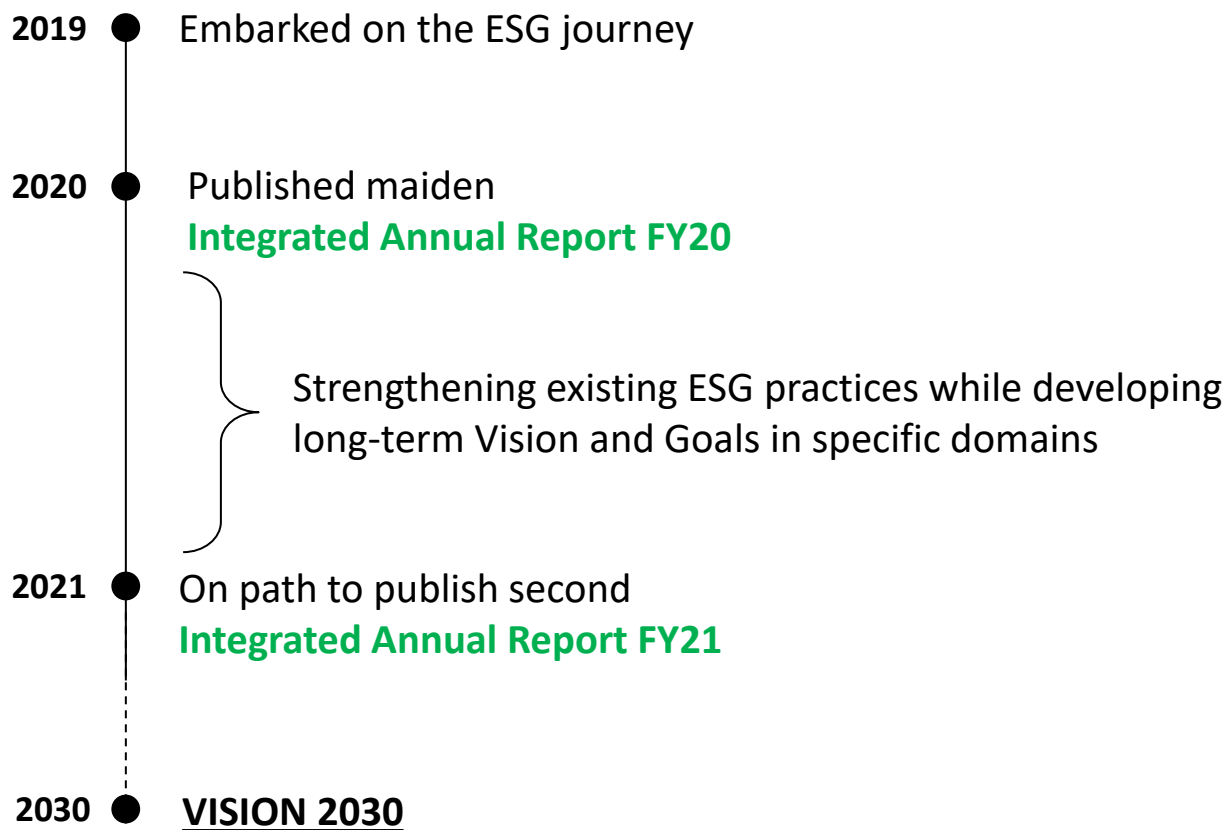 2019 Embarked on the ESG journey
2020 Published maiden
Integrated Annual Report FY20
Strengthening existing ESG practices while developing
long-term Vision and Goals in specific domains
2021 On path to publish second
Integrated Annual Report FY21
2030 VISION 2030